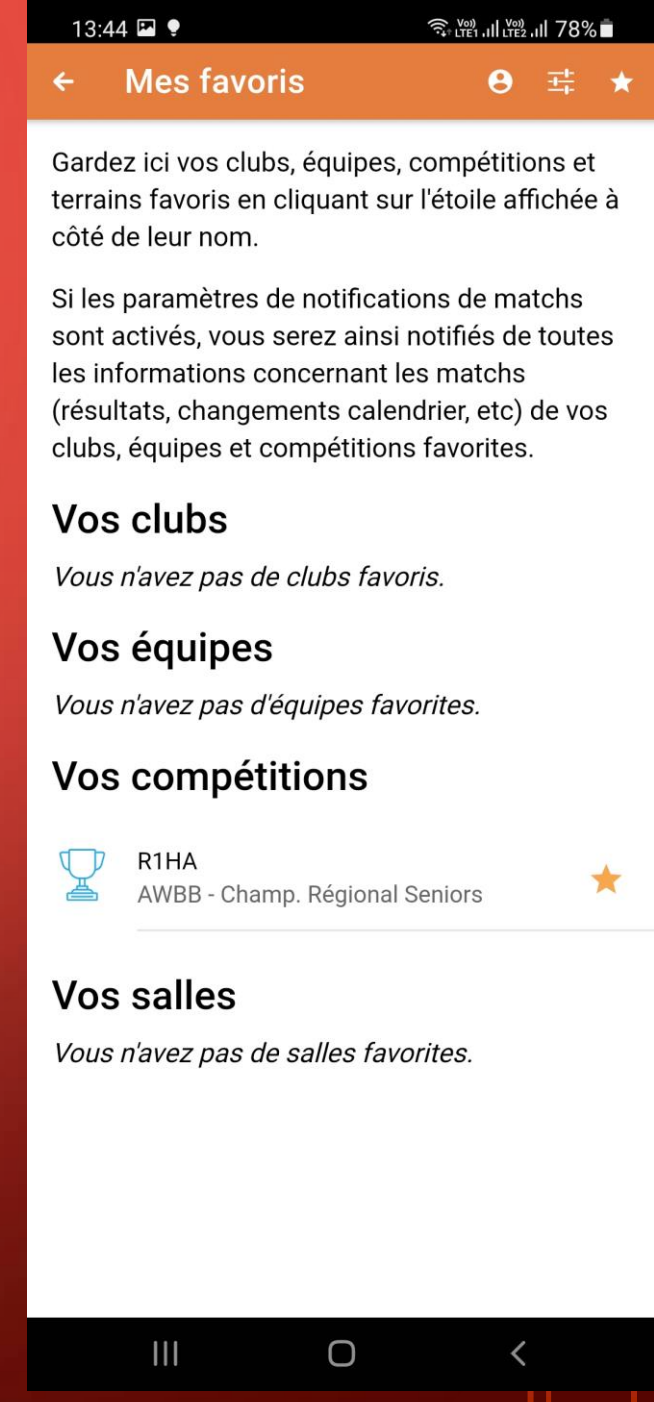 13:44 Vo)) LTE1 Vo)) LTE2 78%
Mes favoris
Gardez ici vos clubs, équipes, compétitions et
terrains favoris en cliquant sur l'étoile affichée à
côté de leur nom.
Si les paramètres de notifications de matchs
sont activés, vous serez ainsi notifiés de toutes
les informations concernant les matchs
(résultats, changements calendrier, etc) de vos
clubs, équipes et compétitions favorites.
Vos clubs
Vous n'avez pas de clubs favoris.
Vos équipes
Vous n'avez pas d'équipes favorites.
Vos compétitions
R1HA
AWBB - Champ. Régional Seniors
Vos salles
Vous n'avez pas de salles favorites.